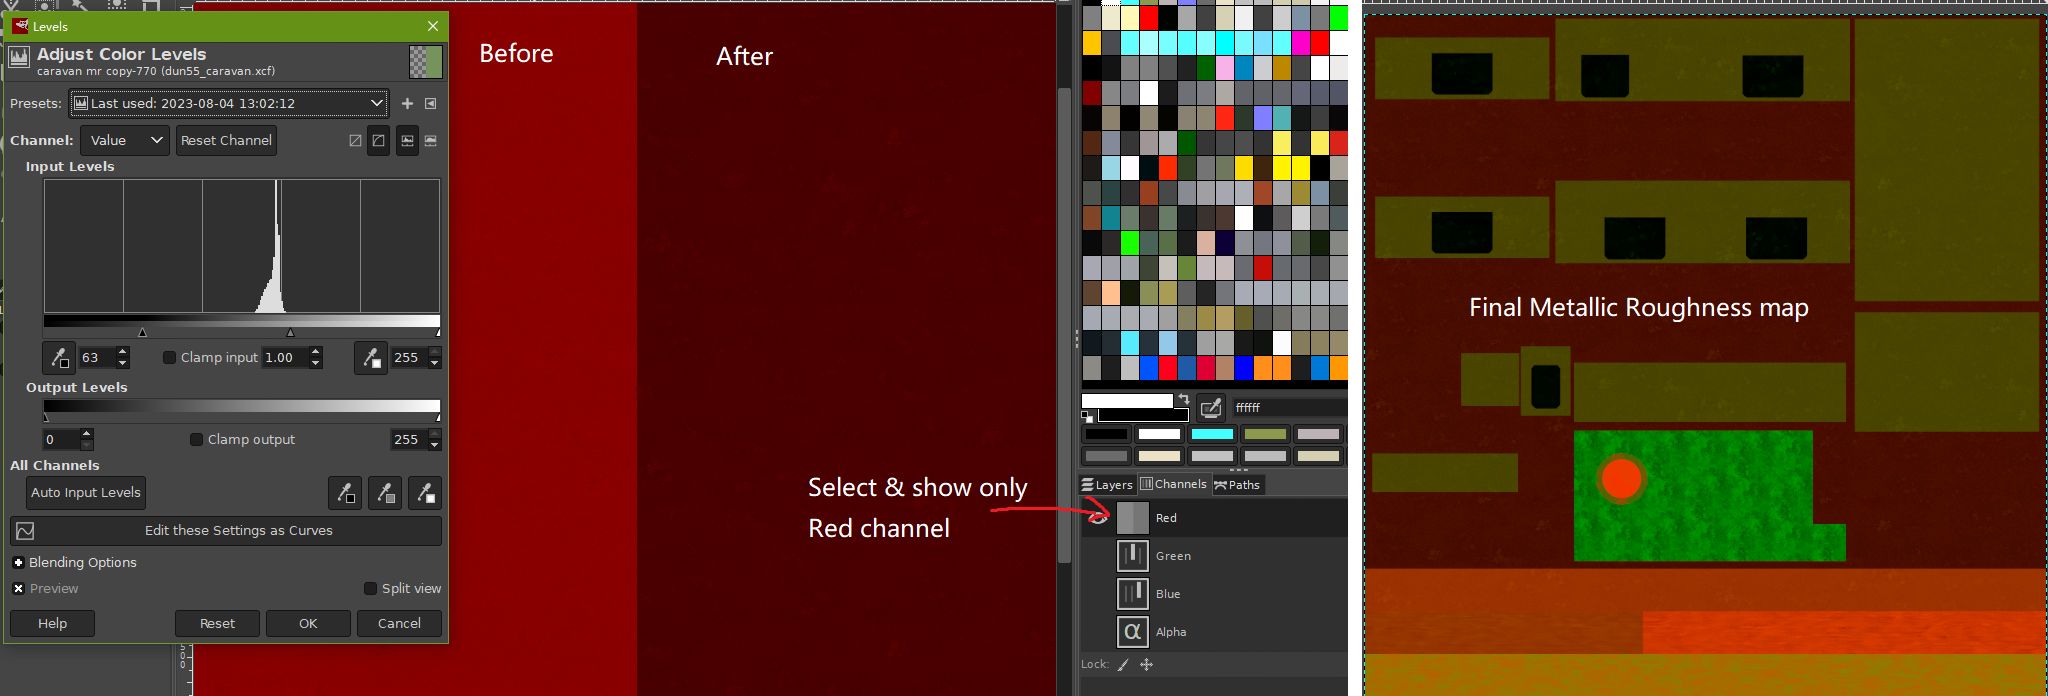 Levels
Adjust Color Levels
caravan mr copy-770 (dun55_caravan.xcf)
Presets: Last used: 2023-08-04 13:02:12
Channel: Value Reset Channel
Input Levels
63 Clamp input 1.00 255
Output Levels
0 Clamp output 255
All Channels
Auto Input Levels
Edit these Settings as Curves
Blending Options
Preview Split view
Help Reset OK Cancel
Before
After
Select & show only
Red channel
ffffff
Layers Channels Paths
Red
Green
Blue
α Alpha
Lock:
Final Metallic Roughness map